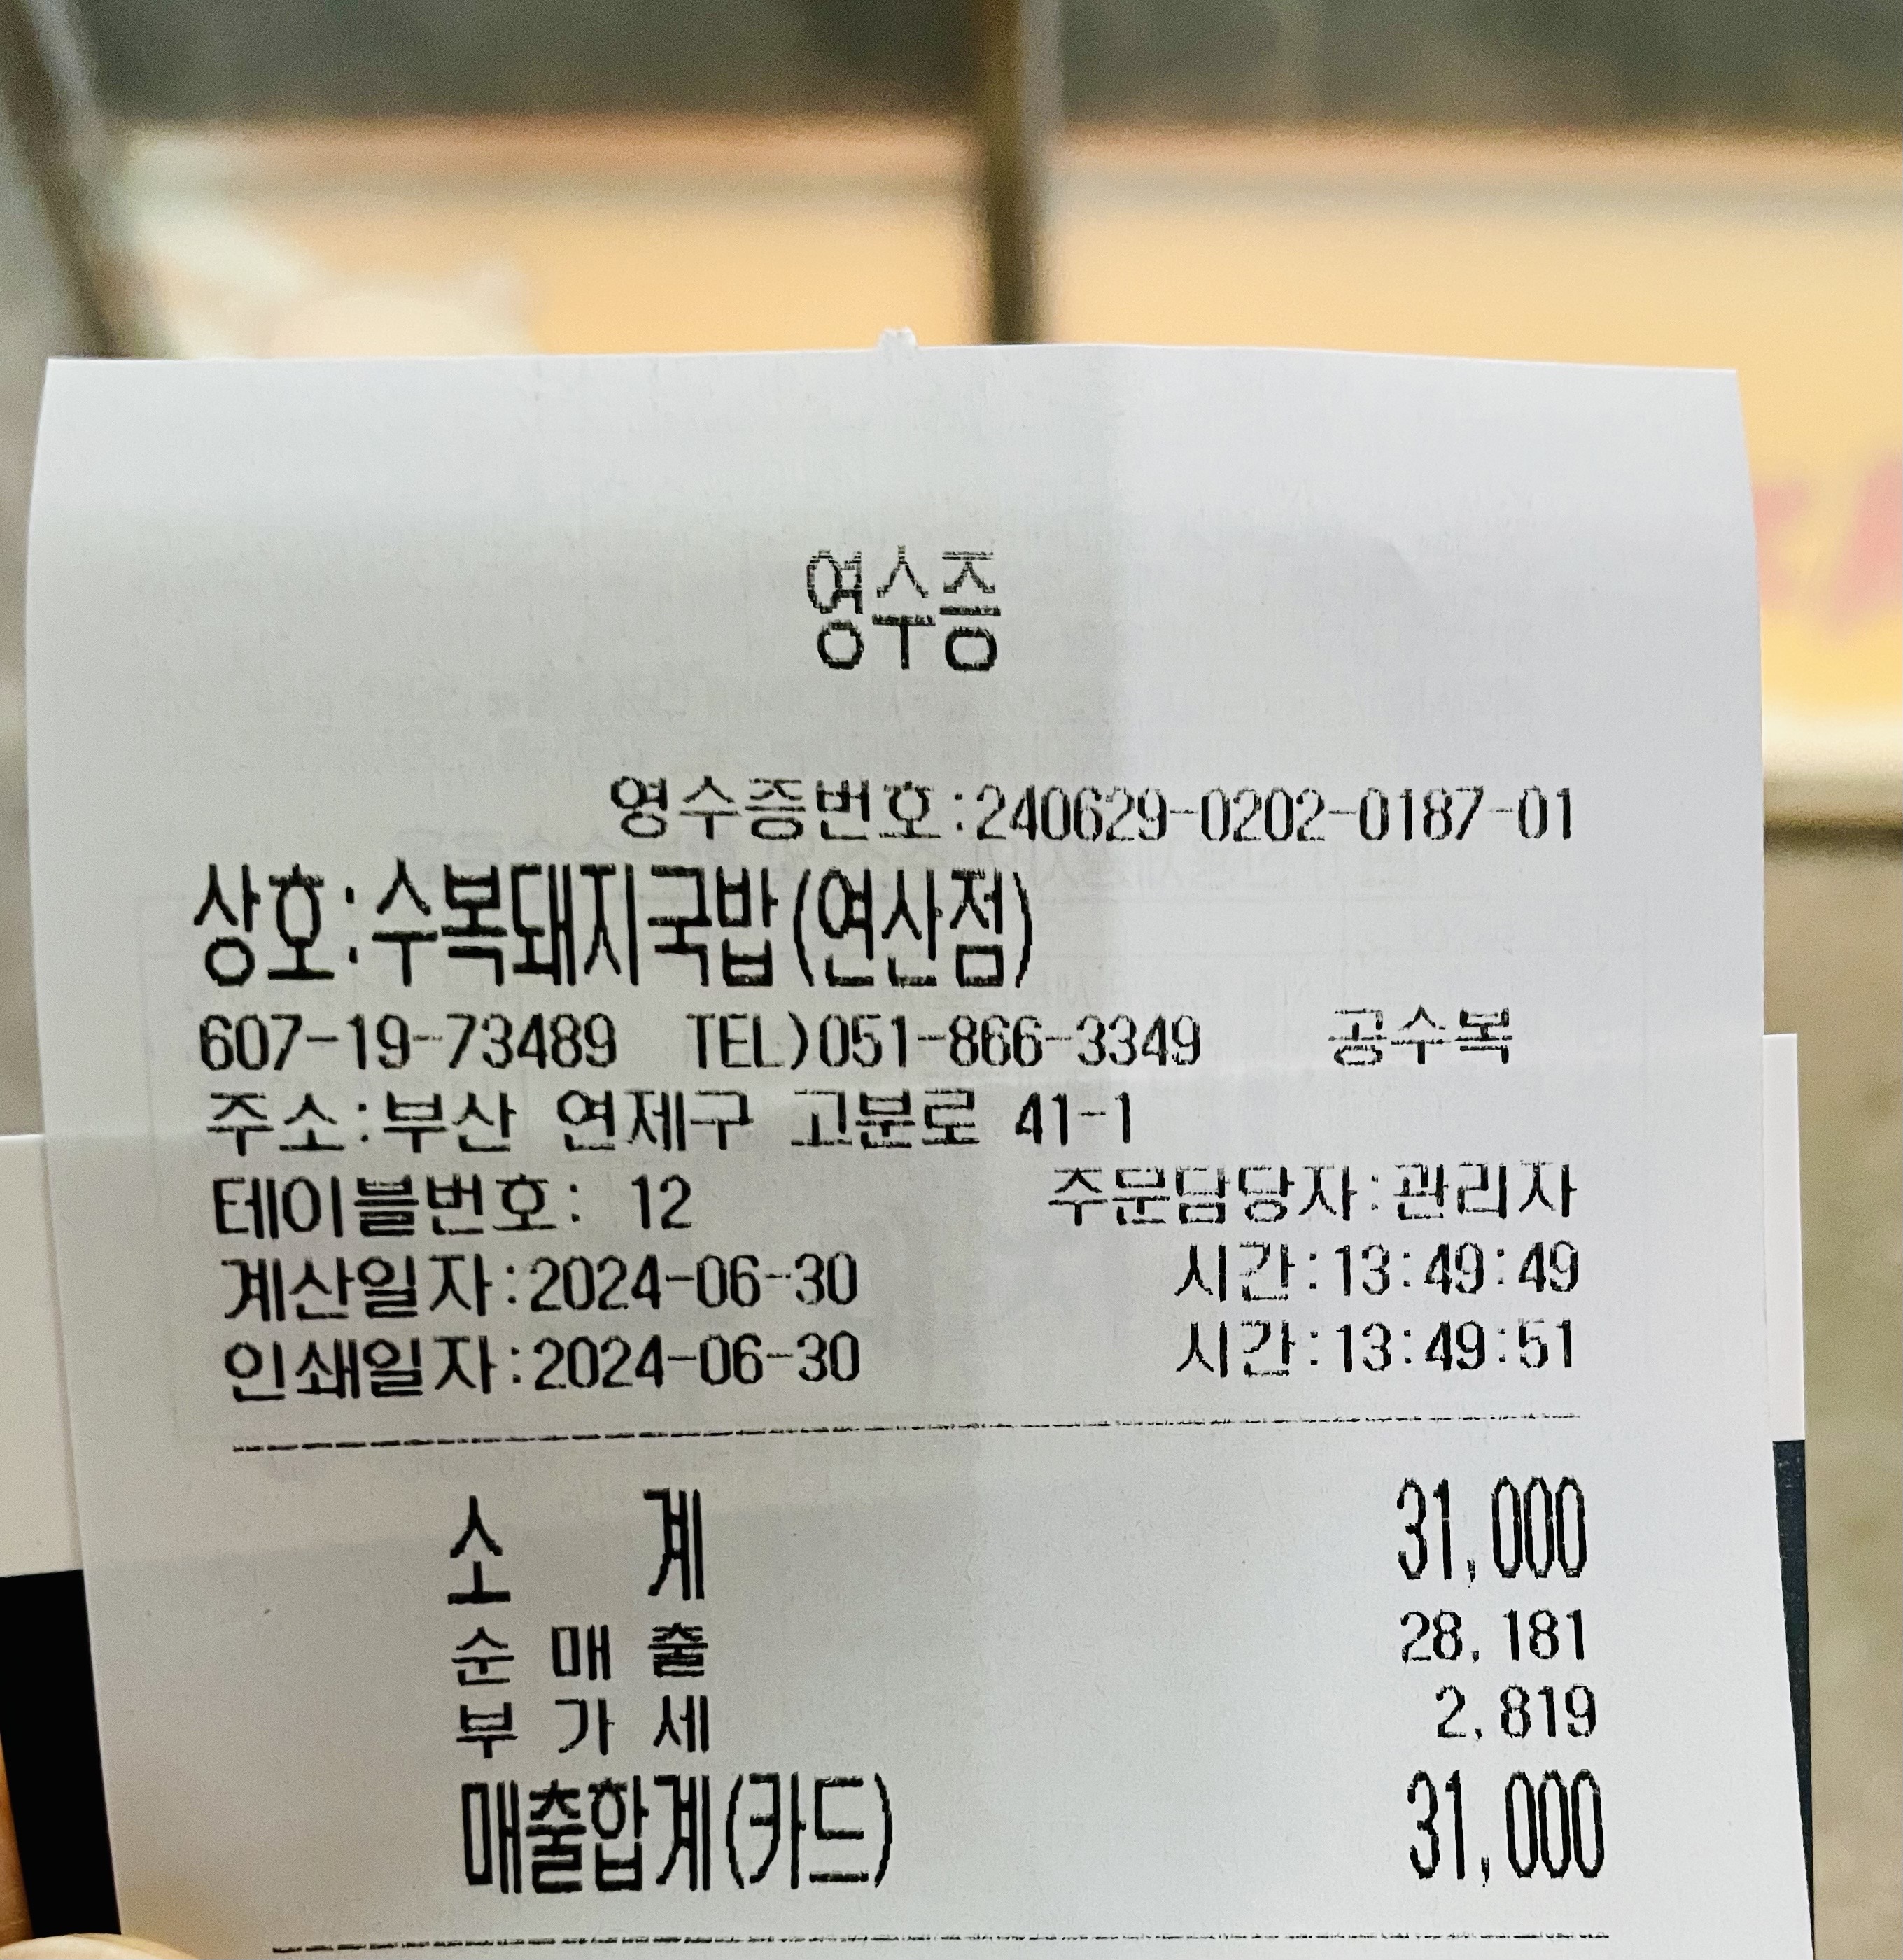 영수증
영수증번호:240629-0202-0187-01
상호:수복돼지국밥(연산점)
607-19-73489 TEL)051-866-3349 공수복
주소:부산 연제구 고분로 41-1
테이블번호: 12 주문담당자:관리자
계산일자:2024-06-30 시간:13:49:49
인쇄일자:2024-06-30 시간:13:49:51
소 계 31,000
순 매 출 28,181
부 가 세 2,819
매출합계(카드) 31,000